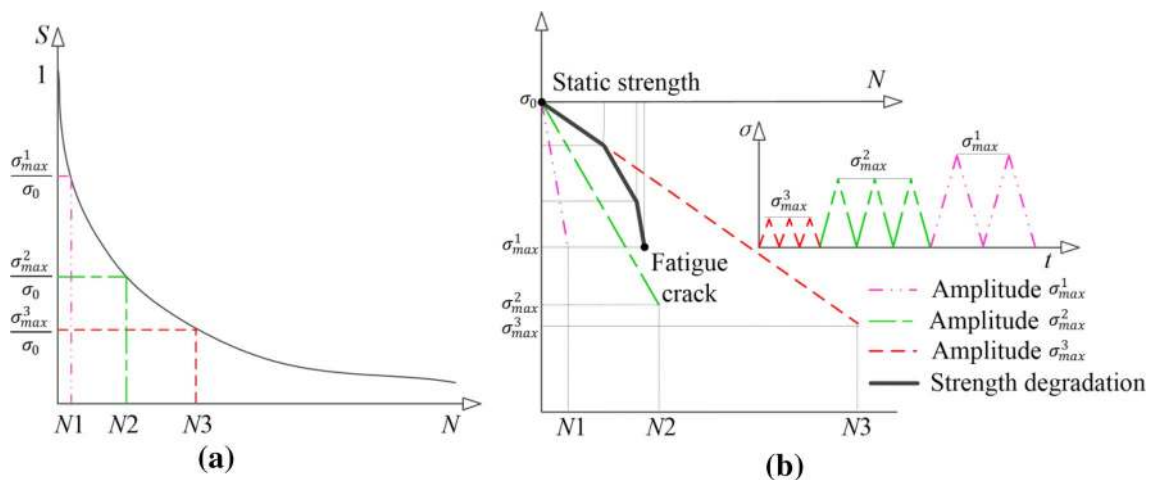 S
1
σ¹max
σ0
σ²max
σ0
σ³max
σ0
N1 N2 N3 N
(a)
Static strength
N
σ0
σ¹max
σ²max
σ³max
Fatigue
crack
N1 N2 N3
σ
σ³max
σ²max
σ¹max
t
Amplitude σ¹max
Amplitude σ²max
Amplitude σ³max
Strength degradation
(b)